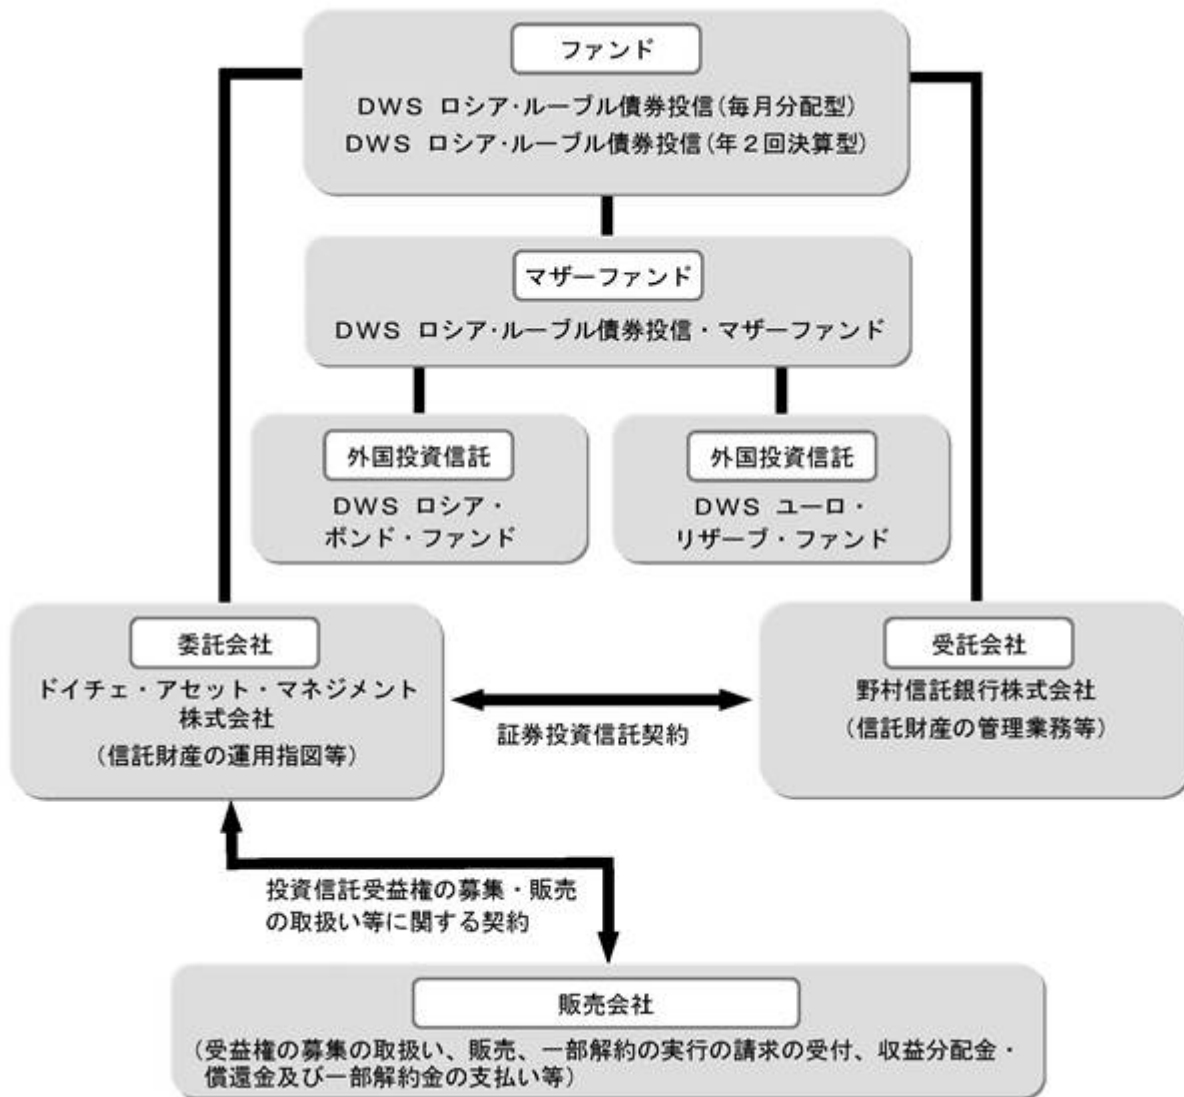 ファンド
DWS ロシア・ルーブル債券投信(毎月分配型)
DWS ロシア・ルーブル債券投信(年2回決算型)
マザーファンド
DWS ロシア・ルーブル債券投信・マザーファンド
外国投資信託
DWS ロシア・
ボンド・ファンド
外国投資信託
DWS ユーロ・
リザーブ・ファンド
委託会社
ドイチェ・アセット・マネジメント
株式会社
(信託財産の運用指図等)
証券投資信託契約
受託会社
野村信託銀行株式会社
(信託財産の管理業務等)
投資信託受益権の募集・販売
の取扱い等に関する契約
販売会社
(受益権の募集の取扱い、販売、一部解約の実行の請求の受付、収益分配金・
償還金及び一部解約金の支払い等)